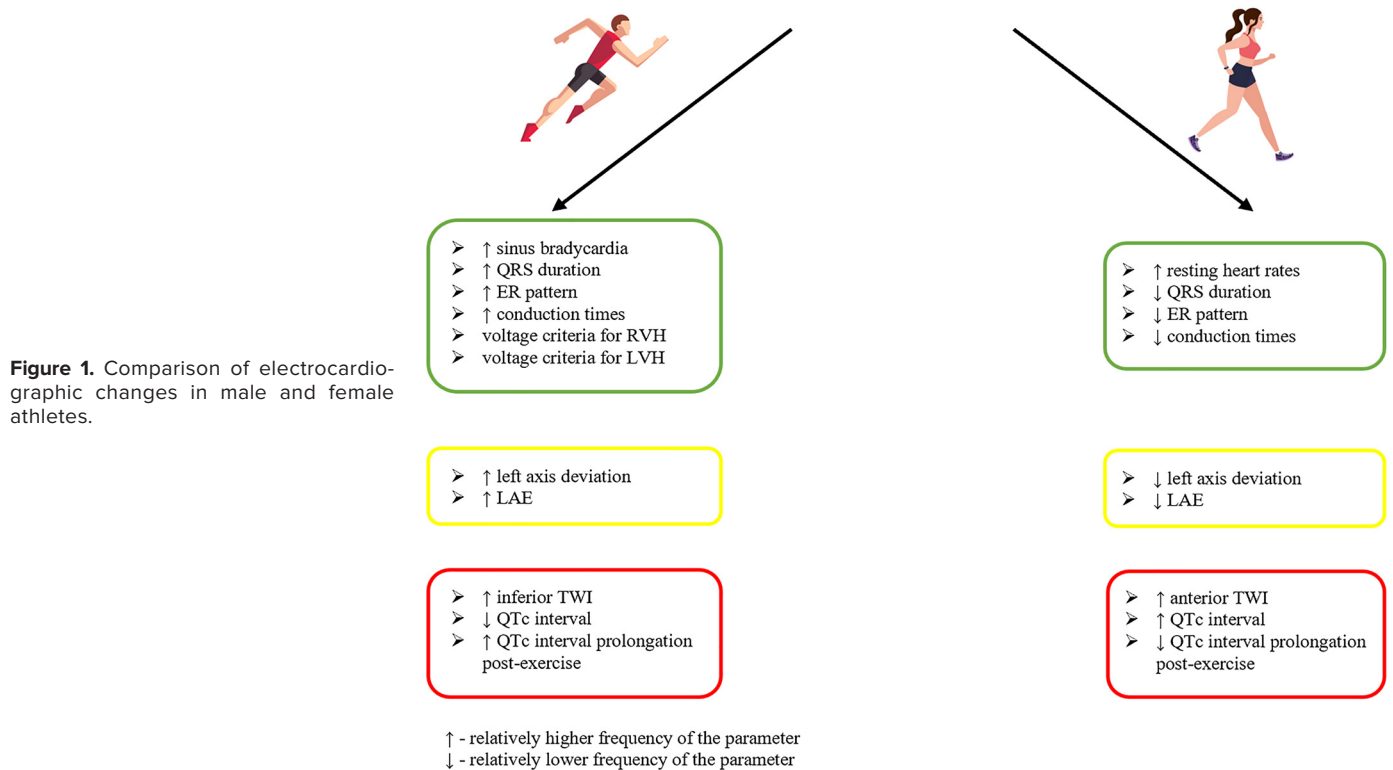 Figure 1. Comparison of electrocardio-
graphic changes in male and female
athletes.
➢ ↑ sinus bradycardia
➢ ↑ QRS duration
➢ ↑ ER pattern
➢ ↑ conduction times
➢ voltage criteria for RVH
➢ voltage criteria for LVH
➢ ↑ left axis deviation
➢ ↑ LAE
➢ ↑ inferior TWI
➢ ↓ QTc interval
➢ ↑ QTc interval prolongation
post-exercise
➢ ↑ resting heart rates
➢ ↓ QRS duration
➢ ↓ ER pattern
➢ ↓ conduction times
➢ ↓ left axis deviation
➢ ↓ LAE
➢ ↑ anterior TWI
➢ ↑ QTc interval
➢ ↓ QTc interval prolongation
post-exercise
↑ - relatively higher frequency of the parameter
↓ - relatively lower frequency of the parameter